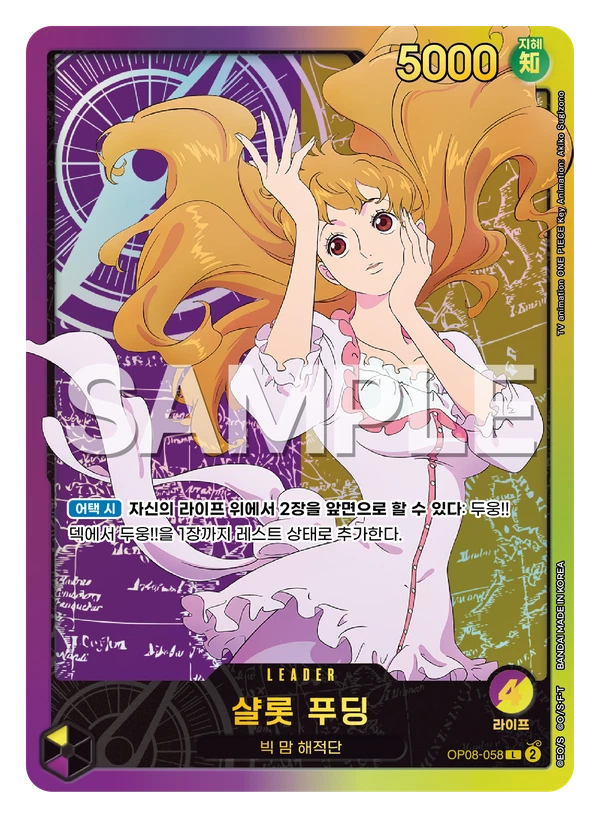 5000
지혜
知
TV animation ONE PIECE Key Animation: Akiko Sugizono
SAMPLE
어택 시 자신의 라이프 위에서 2장을 앞면으로 할 수 있다: 두웅!!
덱에서 두웅!!을 1장까지 레스트 상태로 추가한다.
LEADER
샬롯 푸딩
4
라이프
빅 맘 해적단
OP08-058 L 2
©E.O/S ©O/S・F・T BANDAI MADE IN KOREA